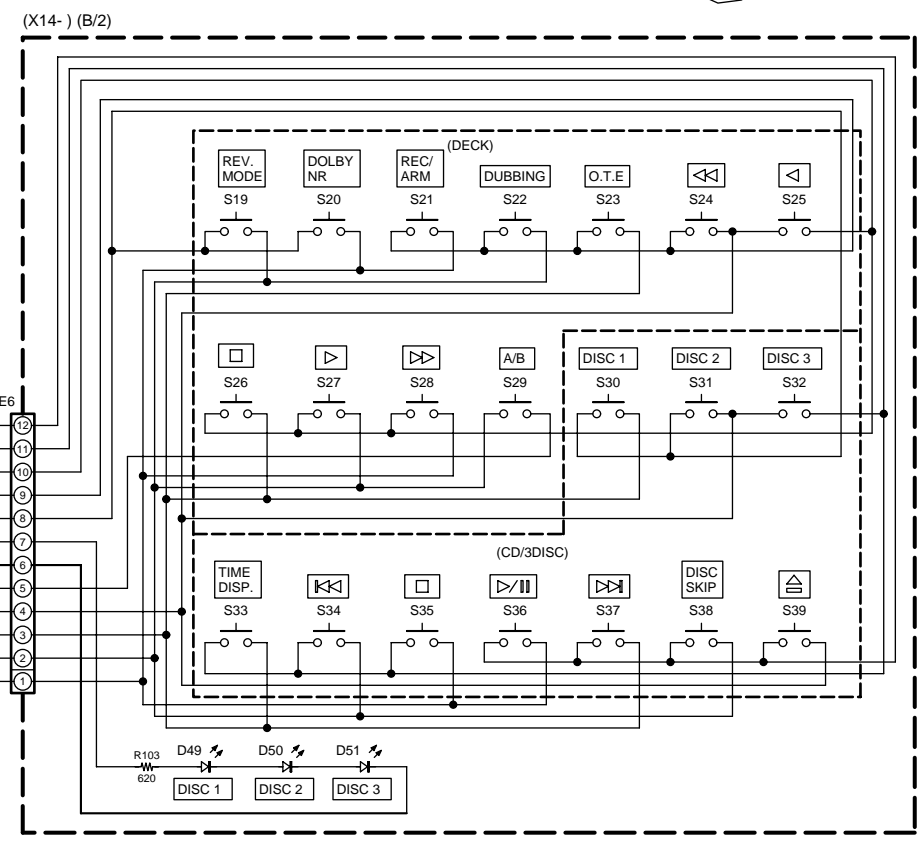 (X14- ) (B/2)
(DECK)
REV. MODE
DOLBY NR
REC/ ARM
DUBBING
O.T.E
S19
S20
S21
S22
S23
S24
S25
A/B
DISC 1
DISC 2
DISC 3
S26
S27
S28
S29
S30
S31
S32
E6
12
11
10
9
8
7
6
5
4
3
2
1
(CD/3DISC)
TIME DISP.
DISC SKIP
S33
S34
S35
S36
S37
S38
S39
R103
620
D49
D50
D51
DISC 1
DISC 2
DISC 3